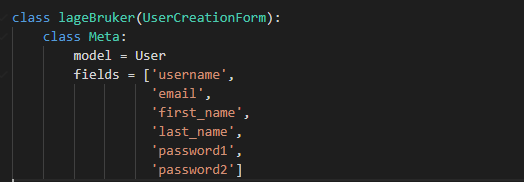 class lageBruker(UserCreationForm):
    class Meta:
        model = User
        fields = ['username',
                  'email',
                  'first_name',
                  'last_name',
                  'password1',
                  'password2']